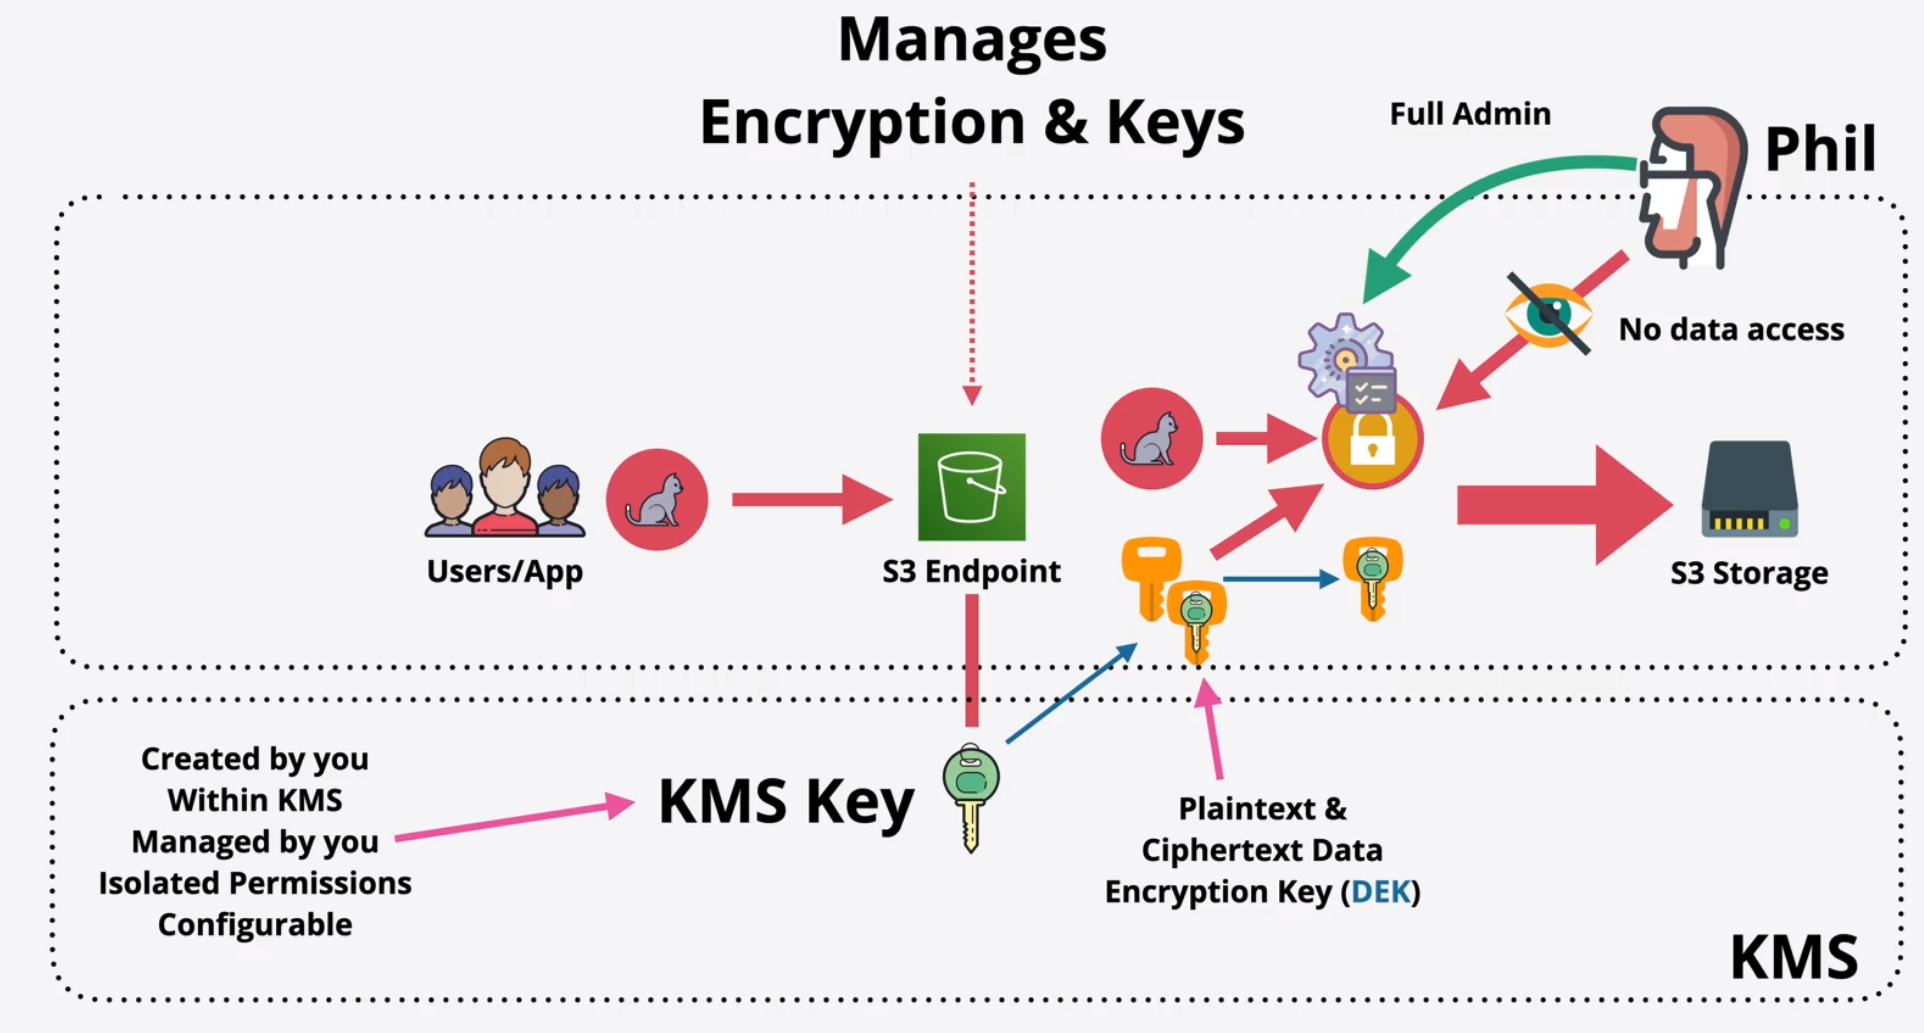 Manages
Encryption & Keys
Full Admin
Phil
No data access
Users/App
S3 Endpoint
S3 Storage
Created by you
Within KMS
Managed by you
Isolated Permissions
Configurable
KMS Key
Plaintext &
Ciphertext Data
Encryption Key (DEK)
KMS